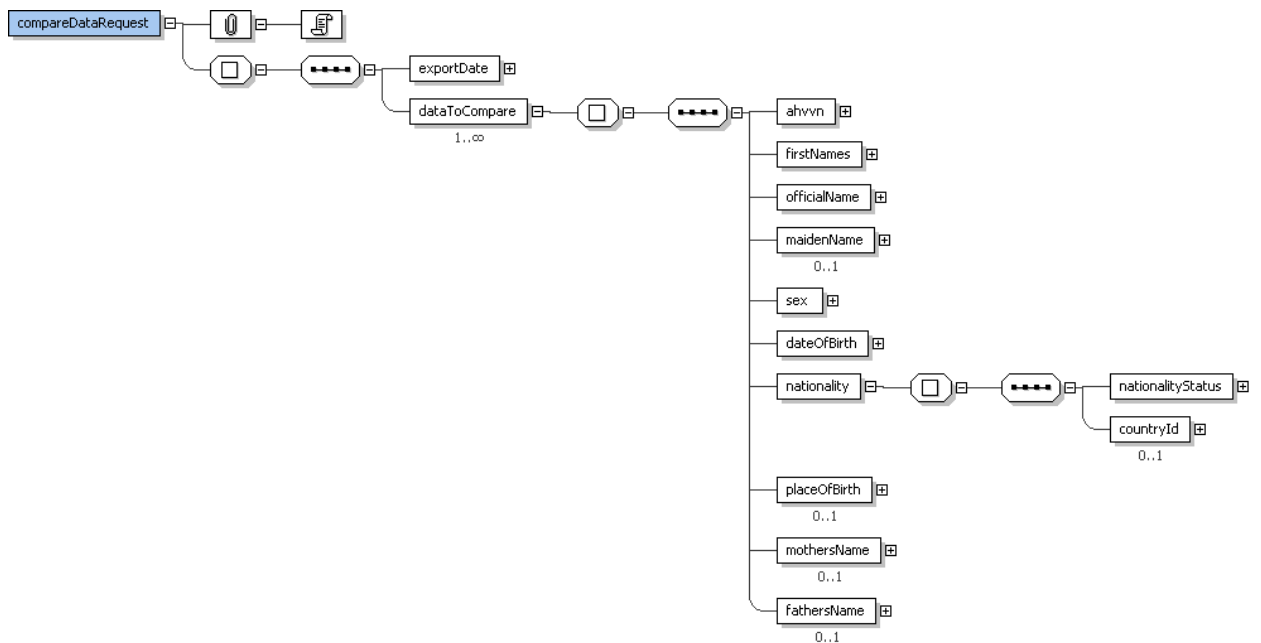 compareDataRequest
exportDate
dataToCompare
1..∞
ahvvn
firstNames
officialName
maidenName
0..1
sex
dateOfBirth
nationality
nationalityStatus
countryId
0..1
placeOfBirth
0..1
mothersName
0..1
fathersName
0..1